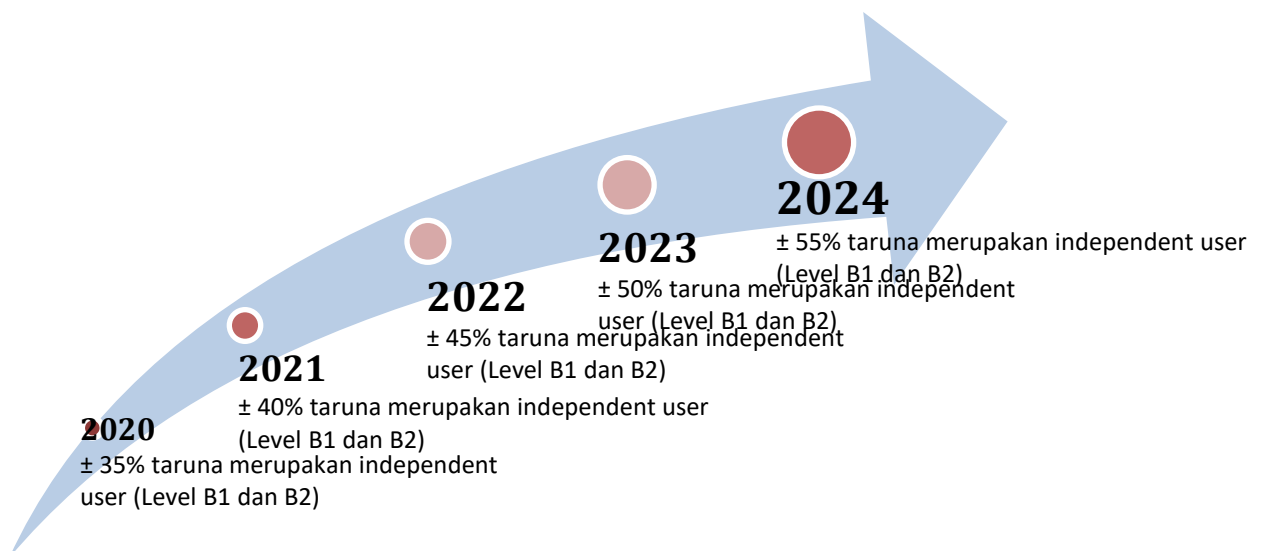 2020
± 35% taruna merupakan independent
user (Level B1 dan B2)
2021
± 40% taruna merupakan independent user
(Level B1 dan B2)
2022
± 45% taruna merupakan independent
user (Level B1 dan B2)
2023
± 50% taruna merupakan independent
user (Level B1 dan B2)
2024
± 55% taruna merupakan independent user
(Level B1 dan B2)